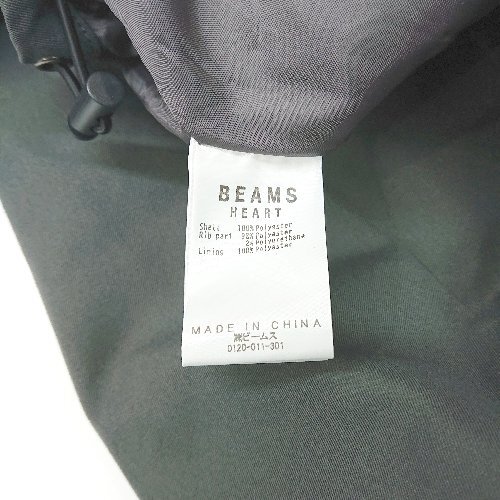 BEAMS
HEART
Shell 100% Polyester
Rib part 98% Polyester
2% Polyurethane
Lining 100% Polyester
MADE IN CHINA
㈱ビームス
0120-011-301